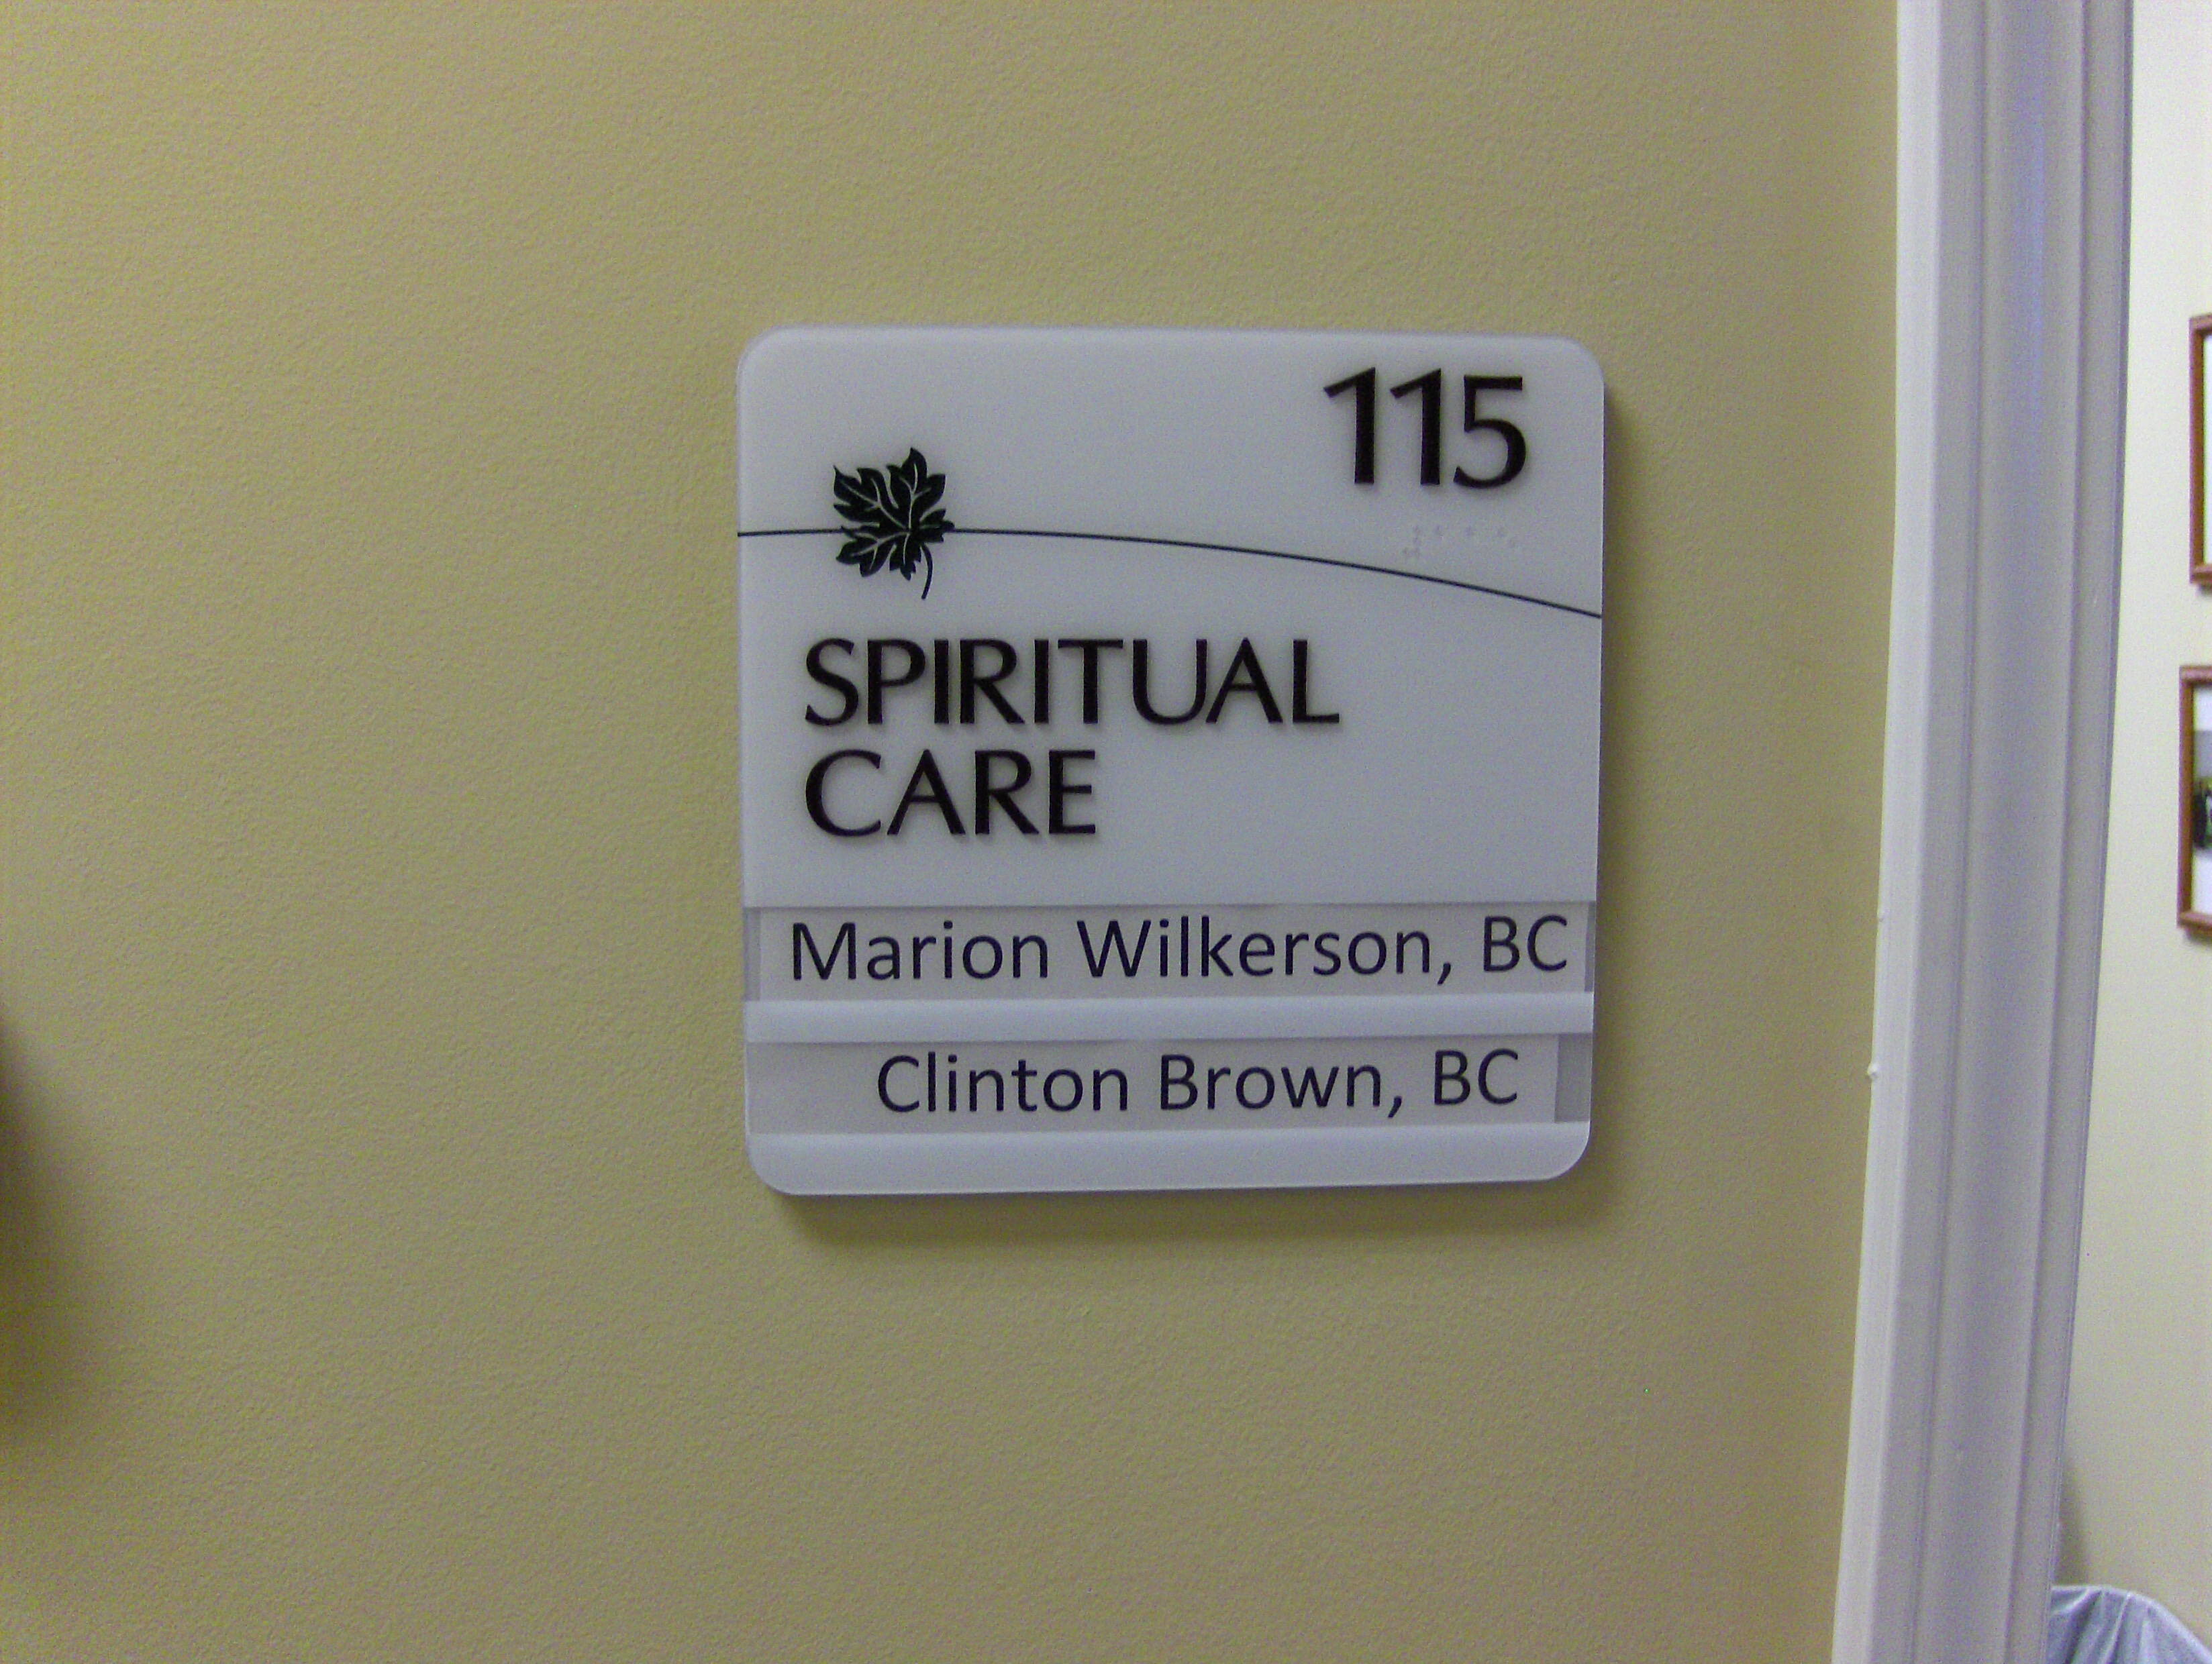 115
SPIRITUAL
CARE
Marion Wilkerson, BC
Clinton Brown, BC